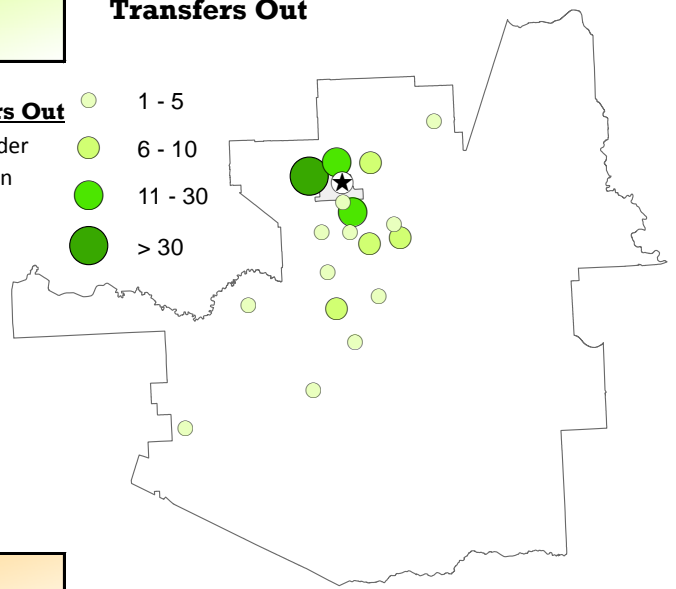 Transfers Out
rs Out
der
n
1 - 5
6 - 10
11 - 30
> 30